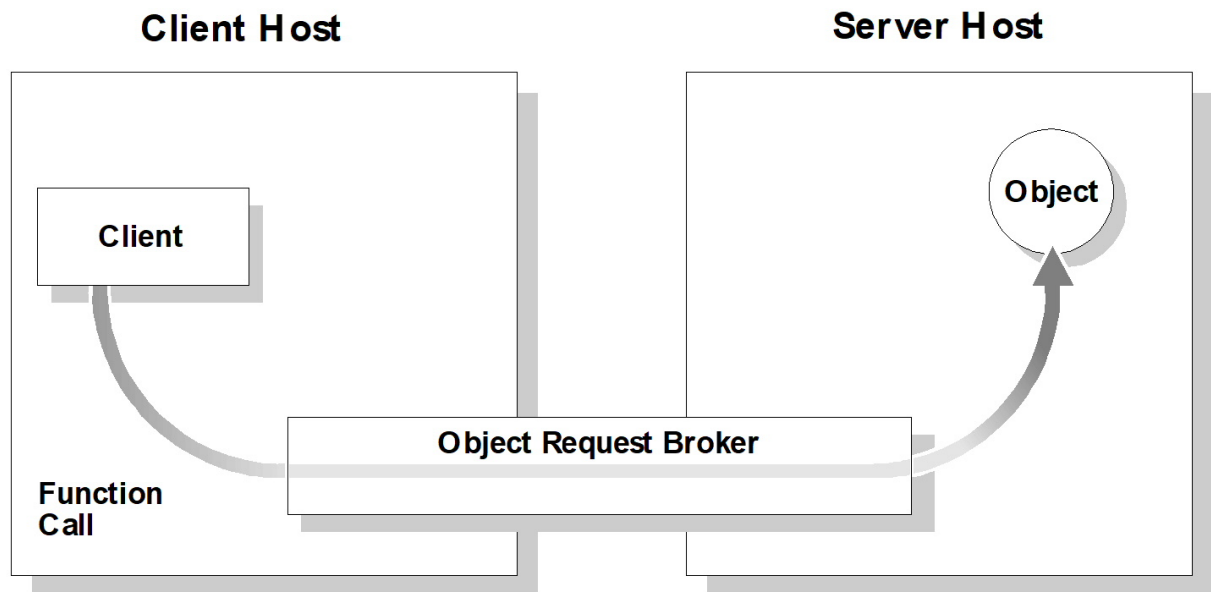 Client Host
Server Host
Client
Object
Object Request Broker
Function
Call